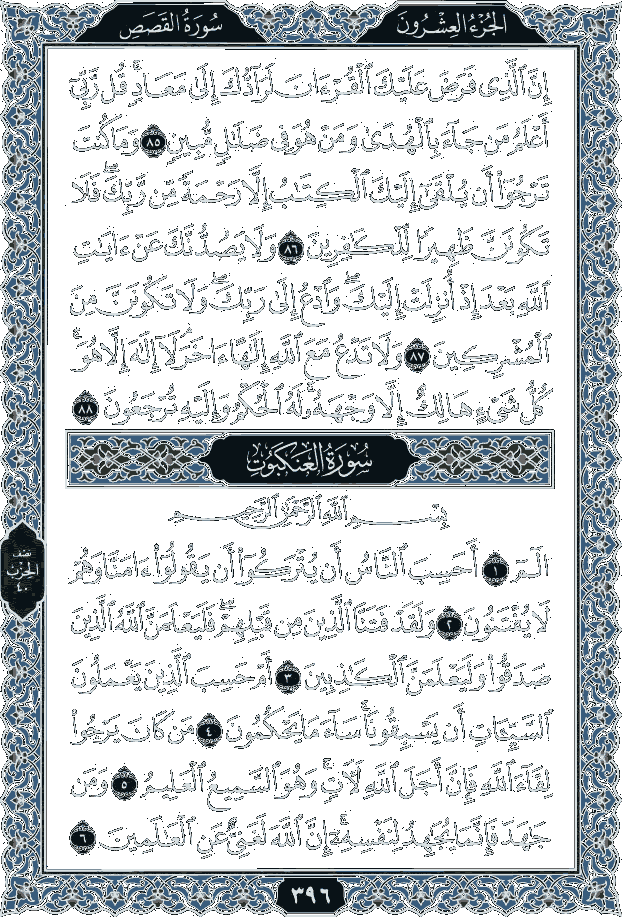 الجُزْءُ العِشْرُونَ
سُورَةُ القَصَصِ
إِنَّ ٱلَّذِى فَرَضَ عَلَيْكَ ٱلْقُرْءَانَ لَرَآدُّكَ إِلَىٰ مَعَادٍ ۚ قُل رَّبِّىٓ
أَعْلَمُ مَن جَآءَ بِٱلْهُدَىٰ وَمَنْ هُوَ فِى ضَلَٰلٍ مُّبِينٍ ٨٥ وَمَا كُنتَ
تَرْجُوٓا۟ أَن يُلْقَىٰٓ إِلَيْكَ ٱلْكِتَٰبُ إِلَّا رَحْمَةً مِّن رَّبِّكَ ۖ فَلَا
تَكُونَنَّ ظَهِيرًا لِّلْكَٰفِرِينَ ٨٦ وَلَا يَصُدُّنَّكَ عَنْ ءَايَٰتِ
ٱللَّهِ بَعْدَ إِذْ أُنزِلَتْ إِلَيْكَ ۖ وَٱدْعُ إِلَىٰ رَبِّكَ ۖ وَلَا تَكُونَنَّ مِنَ
ٱلْمُشْرِكِينَ ٨٧ وَلَا تَدْعُ مَعَ ٱللَّهِ إِلَٰهًا ءَاخَرَ ۘ لَآ إِلَٰهَ إِلَّا هُوَ ۚ
كُلُّ شَىْءٍ هَالِكٌ إِلَّا وَجْهَهُۥ ۚ لَهُ ٱلْحُكْمُ وَإِلَيْهِ تُرْجَعُونَ ٨٨
سُورَةُ العَنكَبُوتِ
بِسْمِ ٱللَّهِ ٱلرَّحْمَٰنِ ٱلرَّحِيمِ
الٓمٓ ١ أَحَسِبَ ٱلنَّاسُ أَن يُتْرَكُوٓا۟ أَن يَقُولُوٓا۟ ءَامَنَّا وَهُمْ
لَا يُفْتَنُونَ ٢ وَلَقَدْ فَتَنَّا ٱلَّذِينَ مِن قَبْلِهِمْ ۖ فَلَيَعْلَمَنَّ ٱللَّهُ ٱلَّذِينَ
صَدَقُوا۟ وَلَيَعْلَمَنَّ ٱلْكَٰذِبِينَ ٣ أَمْ حَسِبَ ٱلَّذِينَ يَعْمَلُونَ
ٱلسَّيِّـَٔاتِ أَن يَسْبِقُونَا ۚ سَآءَ مَا يَحْكُمُونَ ٤ مَن كَانَ يَرْجُوا۟
لِقَآءَ ٱللَّهِ فَإِنَّ أَجَلَ ٱللَّهِ لَءَاتٍ ۚ وَهُوَ ٱلسَّمِيعُ ٱلْعَلِيمُ ٥ وَمَن
جَٰهَدَ فَإِنَّمَا يُجَٰهِدُ لِنَفْسِهِۦٓ ۚ إِنَّ ٱللَّهَ لَغَنِىٌّ عَنِ ٱلْعَٰلَمِينَ ٦
نصف
الحزب
٤٠
٣٩٦